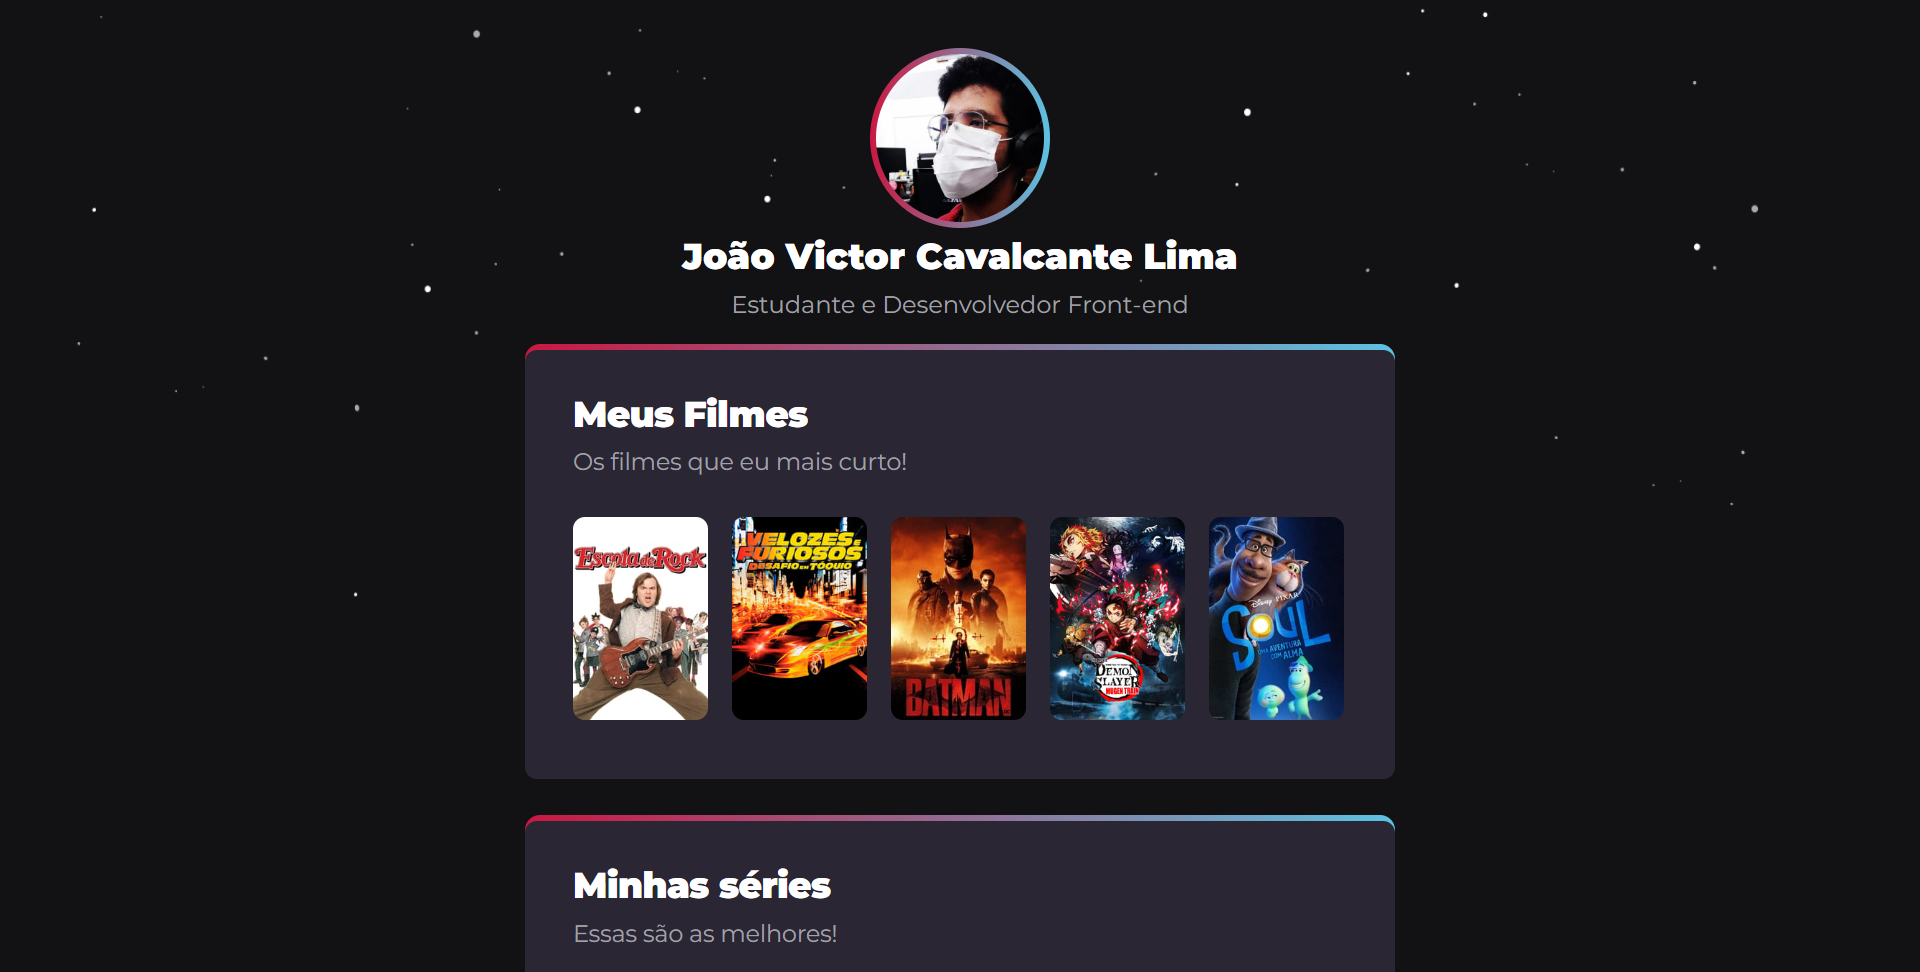 João Victor Cavalcante Lima
Estudante e Desenvolvedor Front-end
Meus Filmes
Os filmes que eu mais curto!
Escola de Rock
VELOZES E
FURIOSOS
DESAFIO EM TÓQUIO
BATMAN
DEMON
SLAYER
MUGEN TRAIN
Disney PIXAR
SOUL
UMA AVENTURA
COM ALMA
Minhas séries
Essas são as melhores!